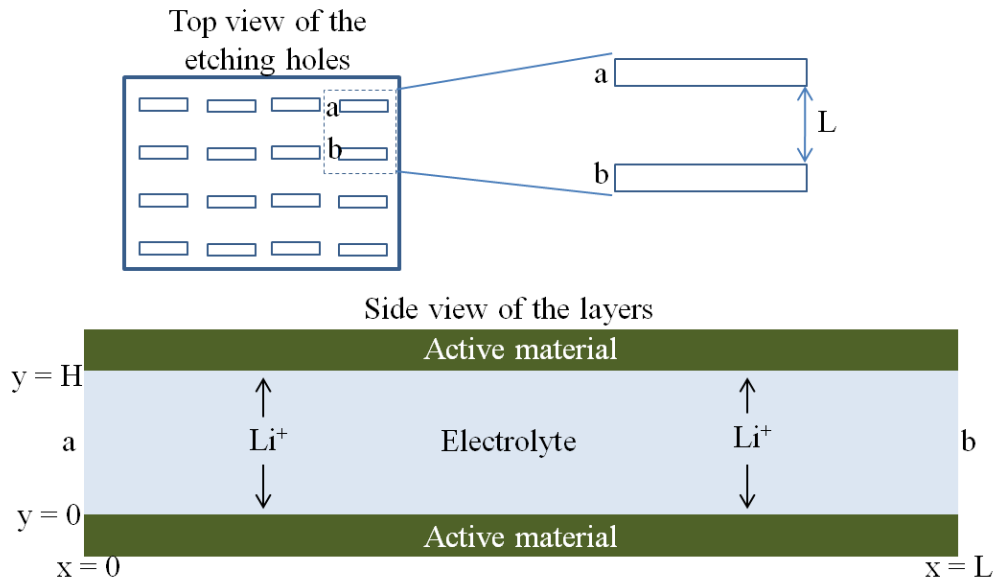 Top view of the
etching holes
a
b
a
b
L
Side view of the layers
Active material
y = H
a
Li⁺
Electrolyte
Li⁺
b
y = 0
Active material
x = 0
x = L